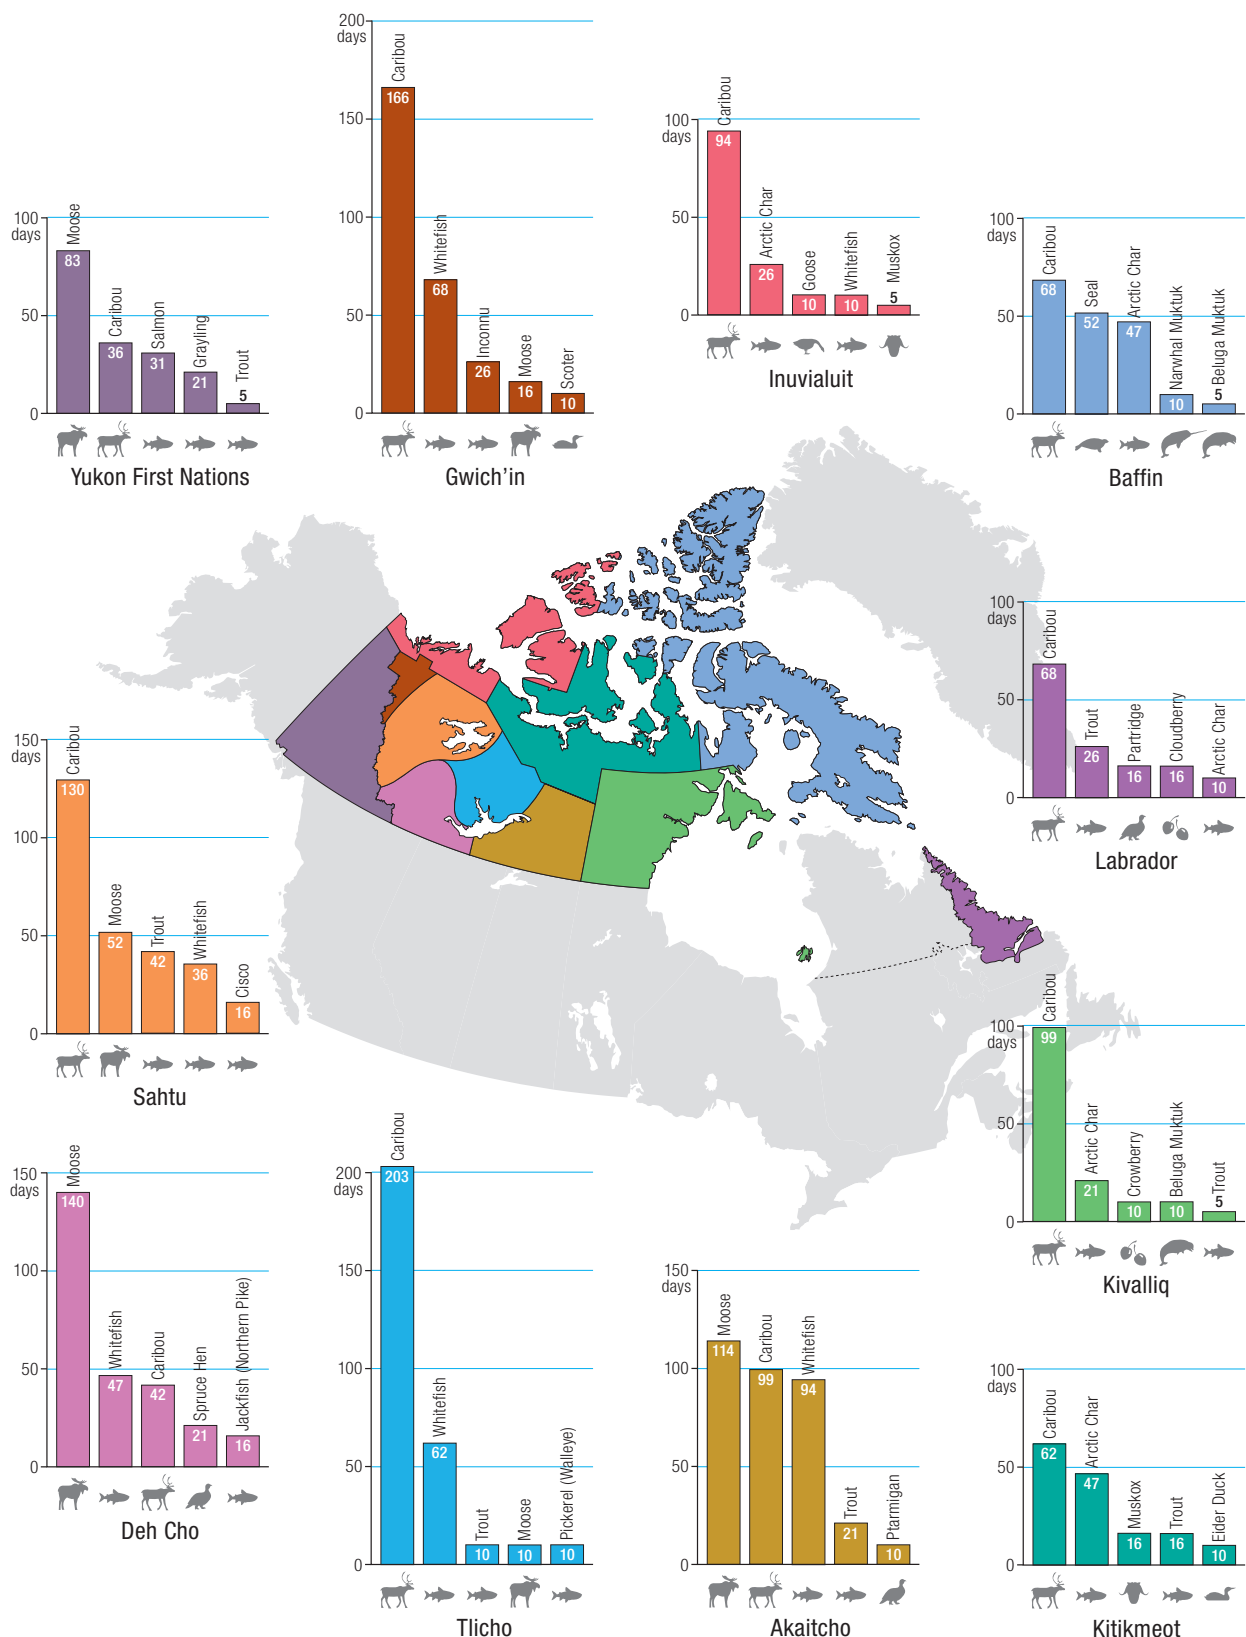 200
days
150
100
50
0
Caribou
166
Whitefish
68
Inconnu
26
Moose
16
Scoter
10
Gwich’in
100
days
50
0
Caribou
94
Arctic Char
26
Goose
10
Whitefish
10
Muskox
5
Inuvialuit
100
days
50
0
Moose
83
Caribou
36
Salmon
31
Grayling
21
Trout
5
Yukon First Nations
100
days
50
0
Caribou
68
Seal
52
Arctic Char
47
Narwhal Muktuk
10
Beluga Muktuk
5
Baffin
100
days
50
0
Caribou
68
Trout
26
Partridge
16
Cloudberry
16
Arctic Char
10
Labrador
150
days
100
50
0
Caribou
130
Moose
52
Trout
42
Whitefish
36
Cisco
16
Sahtu
100
days
50
0
Caribou
99
Arctic Char
21
Crowberry
10
Beluga Muktuk
10
Trout
5
Kivalliq
150
days
100
50
0
Moose
140
Whitefish
47
Caribou
42
Spruce Hen
21
Jackfish (Northern Pike)
16
Deh Cho
200
days
150
100
50
0
Caribou
203
Whitefish
62
Trout
10
Moose
10
Pickerel (Walleye)
10
Tlicho
150
days
100
50
0
Moose
114
Caribou
99
Whitefish
94
Trout
21
Ptarmigan
10
Akaitcho
100
days
50
0
Caribou
62
Arctic Char
47
Muskox
16
Trout
16
Eider Duck
10
Kitikmeot